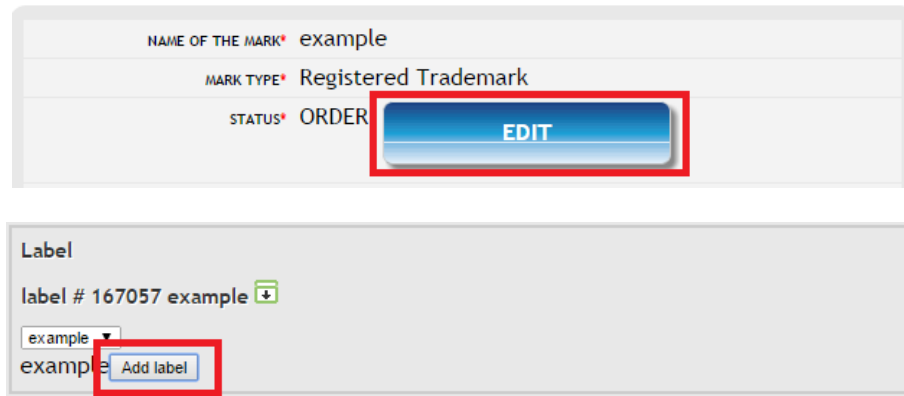 NAME OF THE MARK* example
MARK TYPE* Registered Trademark
STATUS* ORDER EDIT
Label
label # 167057 example
example
example Add label